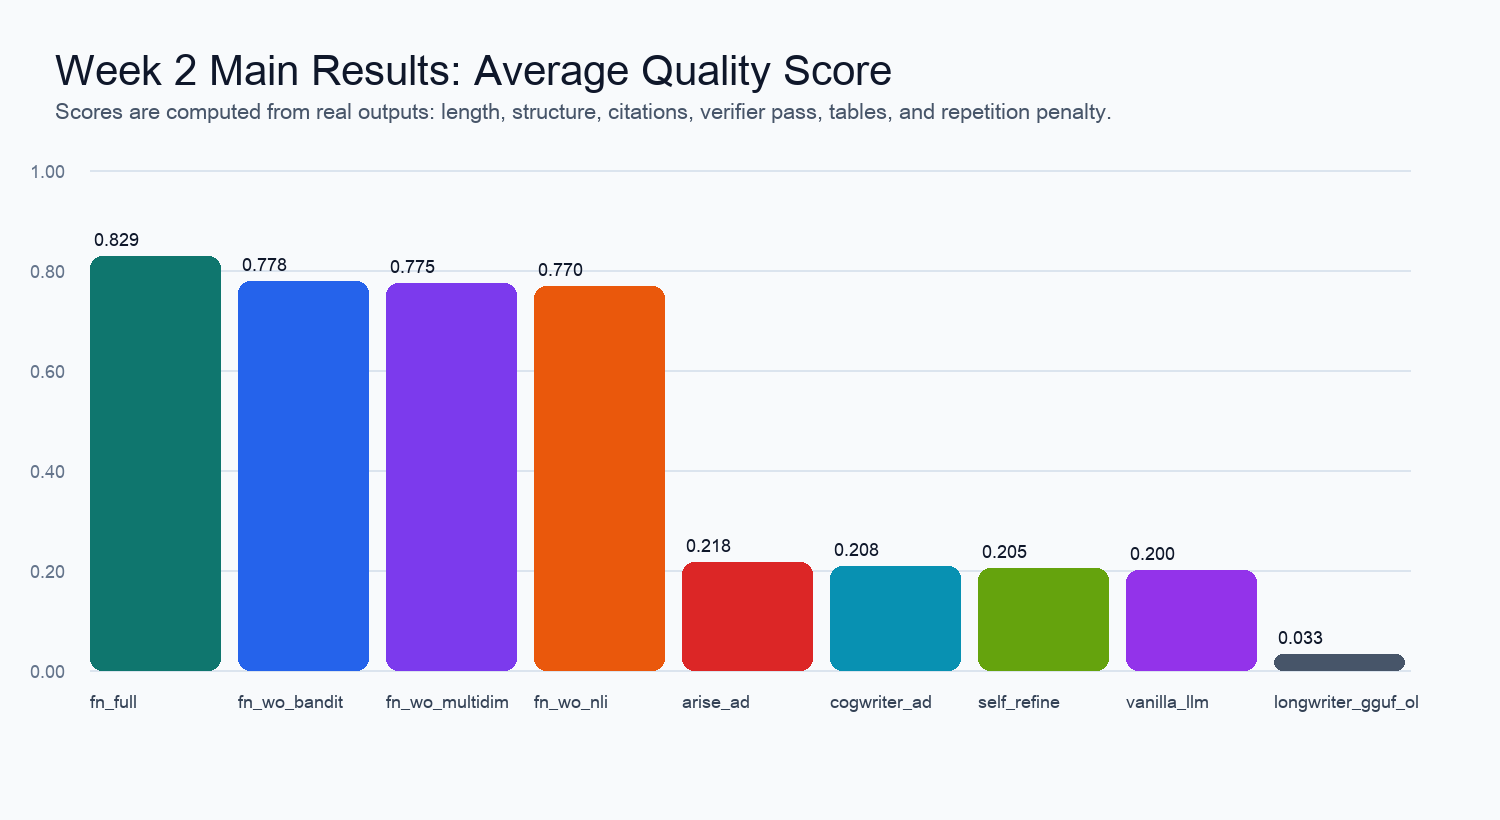 Week 2 Main Results: Average Quality Score
Scores are computed from real outputs: length, structure, citations, verifier pass, tables, and repetition penalty.
1.00
0.80
0.60
0.40
0.20
0.00
0.829
0.778
0.775
0.770
0.218
0.208
0.205
0.200
0.033
fn_full
fn_wo_bandit
fn_wo_multidim
fn_wo_nli
arise_ad
cogwriter_ad
self_refine
vanilla_llm
longwriter_gguf_ol